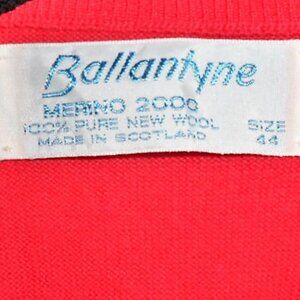 Ballantyne
MERINO 2000
100% PURE NEW WOOL SIZE
MADE IN SCOTLAND 44